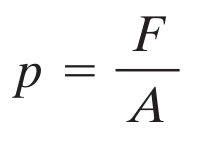 p = F / A